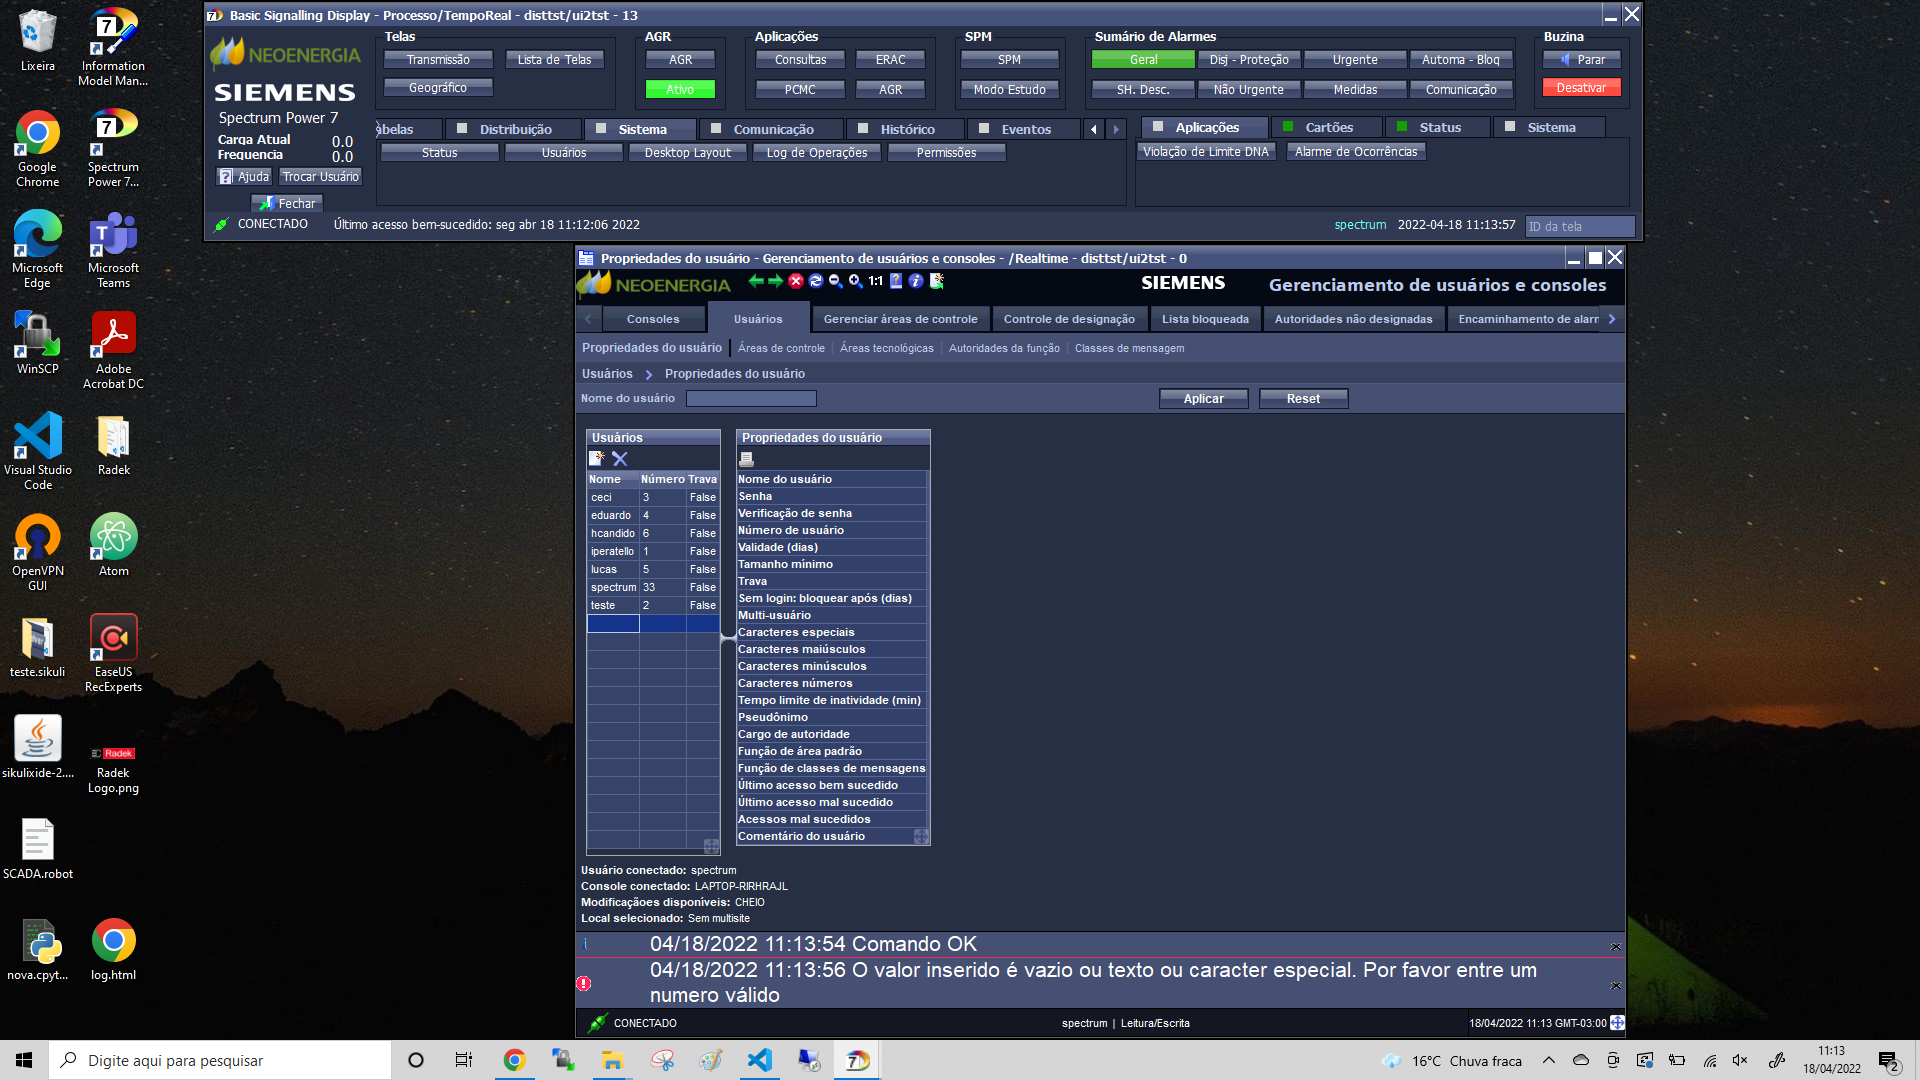 Lixeira
Information
Model Man...
Google
Chrome
Spectrum
Power 7...
Microsoft
Edge
Microsoft
Teams
WinSCP
Adobe
Acrobat DC
Visual Studio
Code
Radek
OpenVPN
GUI
Atom
teste.sikuli
EaseUS
RecExperts
sikulixide-2....
Radek
Radek
Logo.png
SCADA.robot
nova.cpyt...
log.html
7 Basic Signalling Display - Processo/TempoReal - disttst/ui2tst - 13
NEOENERGIA
SIEMENS
Spectrum Power 7
Carga Atual 0.0
Frequencia 0.0
Ajuda Trocar Usuário
Fechar
Telas
Transmissão Lista de Telas
Geográfico
AGR
AGR
Ativo
Aplicações
Consultas ERAC
PCMC AGR
SPM
SPM
Modo Estudo
Sumário de Alarmes
Geral Disj - Proteção Urgente Automa - Bloq
SH. Desc. Não Urgente Medidas Comunicação
Buzina
Parar
Desativar
abelas Distribuição Sistema Comunicação Histórico Eventos
Status Usuários Desktop Layout Log de Operações Permissões
Aplicações Cartões Status Sistema
Violação de Limite DNA Alarme de Ocorrências
CONECTADO Último acesso bem-sucedido: seg abr 18 11:12:06 2022 spectrum 2022-04-18 11:13:57 ID da tela
Propriedades do usuário - Gerenciamento de usuários e consoles - /Realtime - disttst/ui2tst - 0
NEOENERGIA 1:1 SIEMENS Gerenciamento de usuários e consoles
Consoles Usuários Gerenciar áreas de controle Controle de designação Lista bloqueada Autoridades não designadas Encaminhamento de alarn
Propriedades do usuário Áreas de controle Áreas tecnológicas Autoridades da função Classes de mensagem
Usuários > Propriedades do usuário
Nome do usuário Aplicar Reset
Usuários
Nome Número Trava
ceci 3 False
eduardo 4 False
hcandido 6 False
iperatello 1 False
lucas 5 False
spectrum 33 False
teste 2 False
Propriedades do usuário
Nome do usuário
Senha
Verificação de senha
Número de usuário
Validade (dias)
Tamanho mínimo
Trava
Sem login: bloquear após (dias)
Multi-usuário
Caracteres especiais
Caracteres maiúsculos
Caracteres minúsculos
Caracteres números
Tempo limite de inatividade (min)
Pseudônimo
Cargo de autoridade
Função de área padrão
Função de classes de mensagens
Último acesso bem sucedido
Último acesso mal sucedido
Acessos mal sucedidos
Comentário do usuário
Usuário conectado: spectrum
Console conectado: LAPTOP-RIRHRAJL
Modificaçãoes disponíveis: CHEIO
Local selecionado: Sem multisite
04/18/2022 11:13:54 Comando OK
04/18/2022 11:13:56 O valor inserido é vazio ou texto ou caracter especial. Por favor entre um
numero válido
CONECTADO spectrum | Leitura/Escrita 18/04/2022 11:13 GMT-03:00
Digite aqui para pesquisar
16°C Chuva fraca
11:13
18/04/2022
2